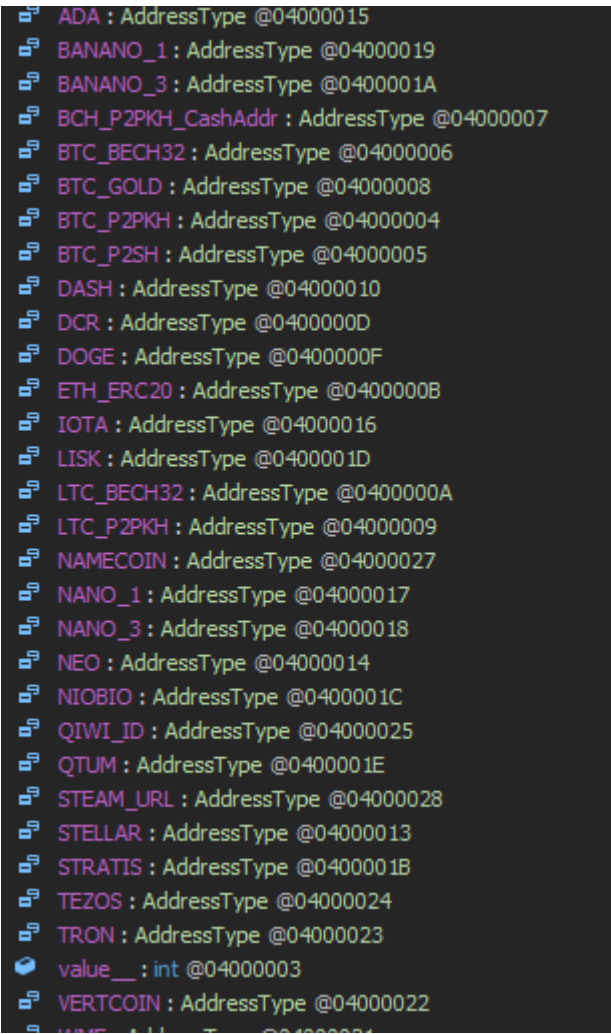 ADA : AddressType @04000015
BANANO_1 : AddressType @04000019
BANANO_3 : AddressType @0400001A
BCH_P2PKH_CashAddr : AddressType @04000007
BTC_BECH32 : AddressType @04000006
BTC_GOLD : AddressType @04000008
BTC_P2PKH : AddressType @04000004
BTC_P2SH : AddressType @04000005
DASH : AddressType @04000010
DCR : AddressType @0400000D
DOGE : AddressType @0400000F
ETH_ERC20 : AddressType @0400000B
IOTA : AddressType @04000016
LISK : AddressType @0400001D
LTC_BECH32 : AddressType @0400000A
LTC_P2PKH : AddressType @04000009
NAMECOIN : AddressType @04000027
NANO_1 : AddressType @04000017
NANO_3 : AddressType @04000018
NEO : AddressType @04000014
NIOBIO : AddressType @0400001C
QIWI_ID : AddressType @04000025
QTUM : AddressType @0400001E
STEAM_URL : AddressType @04000028
STELLAR : AddressType @04000013
STRATIS : AddressType @0400001B
TEZOS : AddressType @04000024
TRON : AddressType @04000023
value__ : int @04000003
VERTCOIN : AddressType @04000022